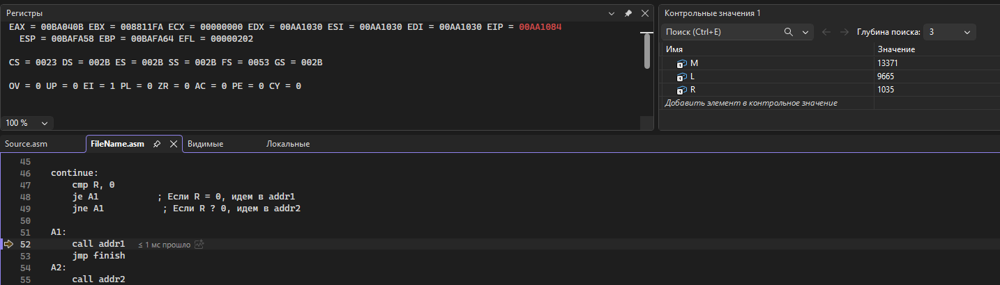 Регистры
EAX = 00BA040B EBX = 008811FA ECX = 00000000 EDX = 00AA1030 ESI = 00AA1030 EDI = 00AA1030 EIP = 00AA1084
ESP = 00BAFA58 EBP = 00BAFA64 EFL = 00000202
CS = 0023 DS = 002B ES = 002B SS = 002B FS = 0053 GS = 002B
OV = 0 UP = 0 EI = 1 PL = 0 ZR = 0 AC = 0 PE = 0 CY = 0
100 %
Контрольные значения 1
Поиск (Ctrl+E) Глубина поиска: 3
Имя Значение
M 13371
L 9665
R 1035
Добавить элемент в контрольное значение
Source.asm FileName.asm Видимые Локальные
45
46 continue:
47 cmp R, 0
48 je A1 ; Если R = 0, идем в addr1
49 jne A1 ; Если R ? 0, идем в addr2
50
51 A1:
52 call addr1 ≤ 1 мс прошло
53 jmp finish
54 A2:
55 call addr2